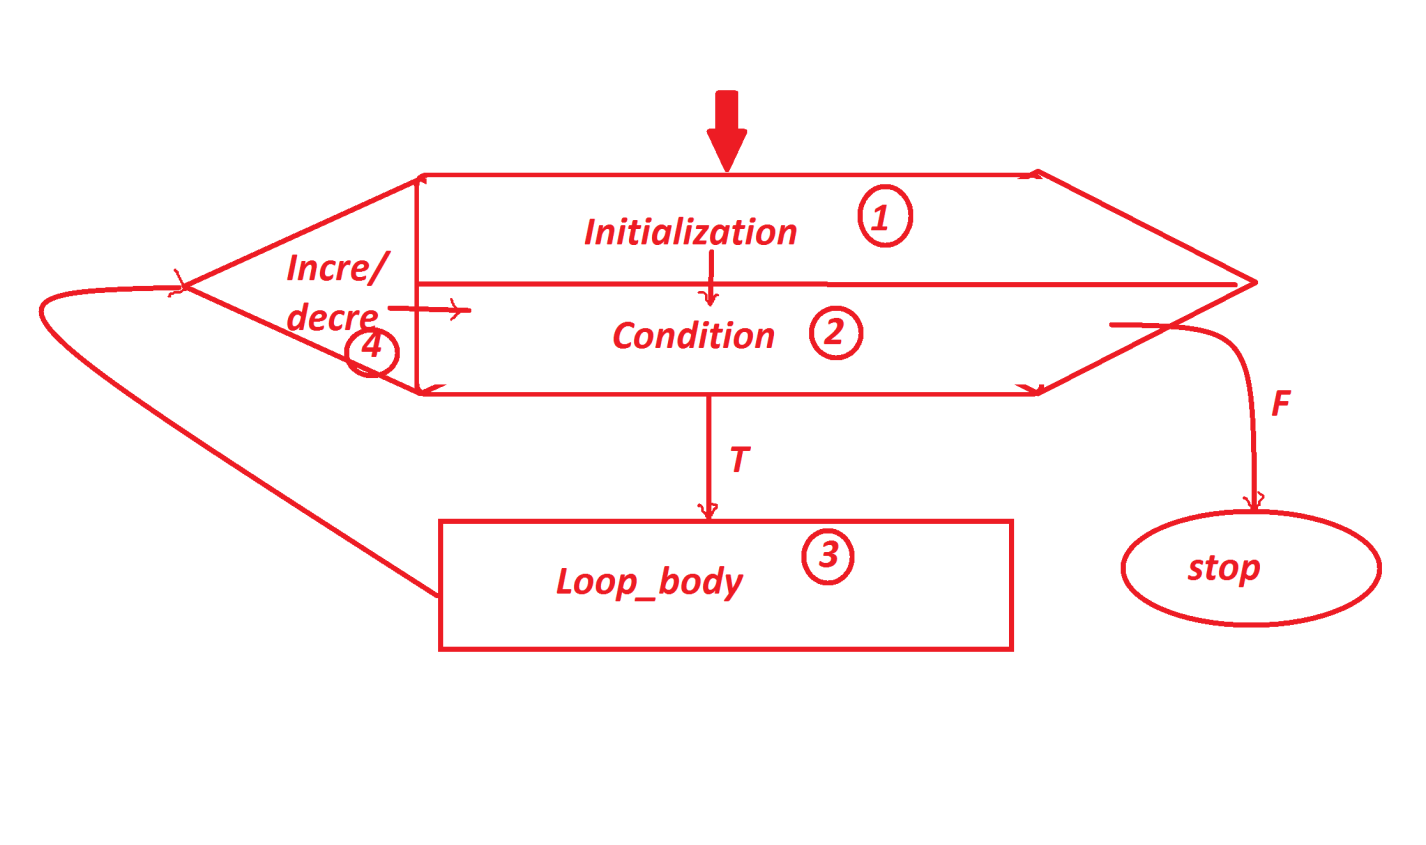 Initialization
1
Incre/
decre
4
Condition
2
T
F
Loop_body
3
stop